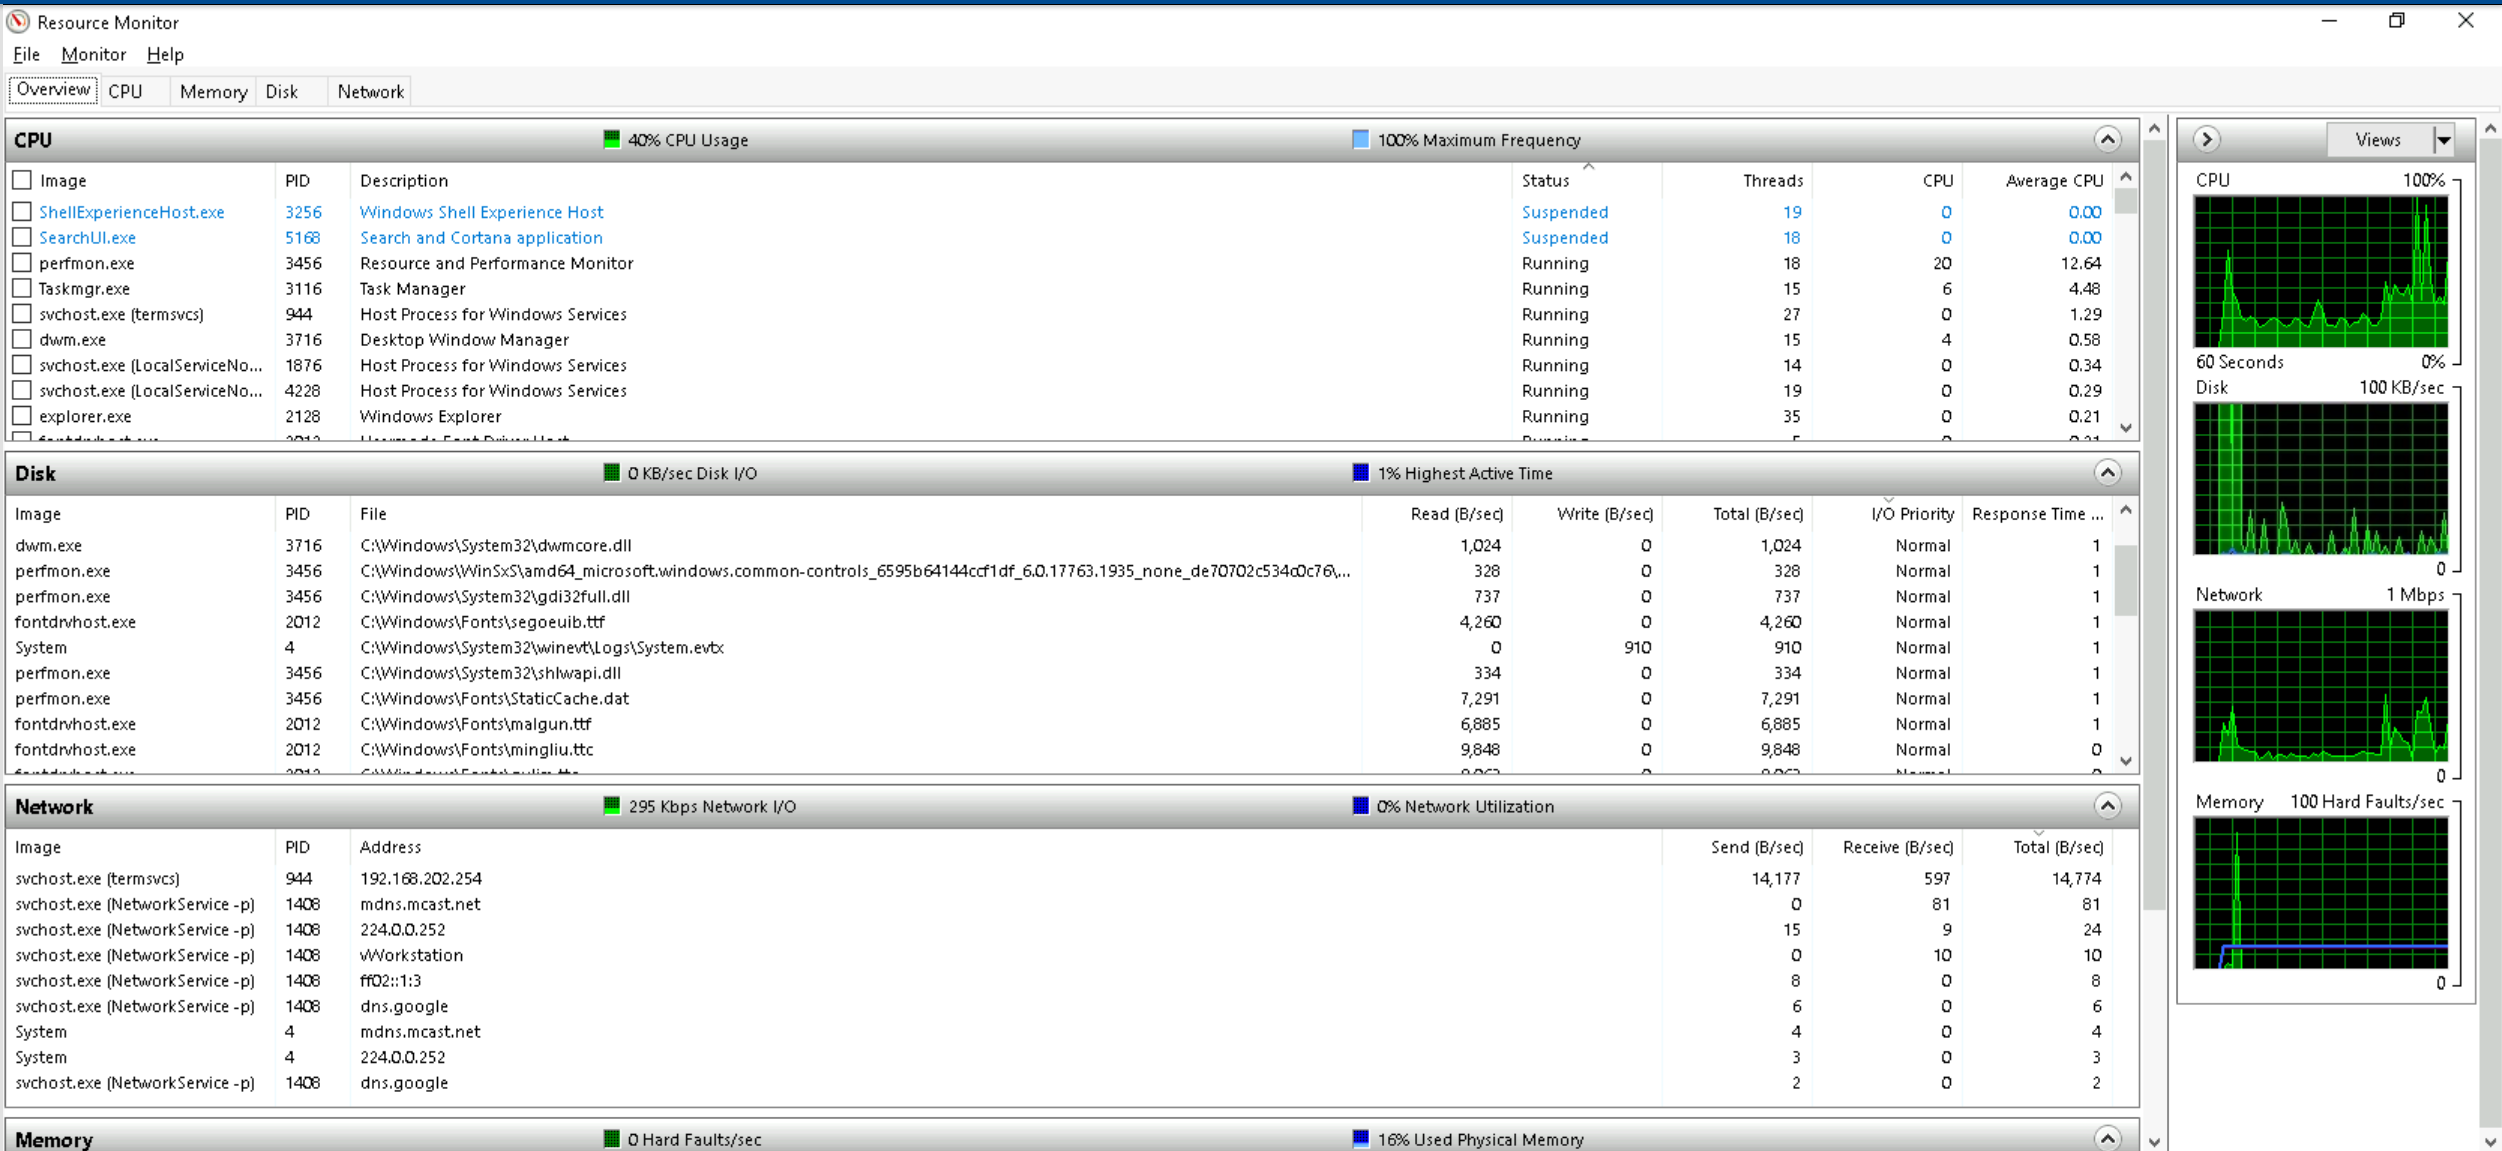 Resource Monitor
File Monitor Help
Overview CPU Memory Disk Network
CPU 40% CPU Usage 100% Maximum Frequency
Image PID Description Status Threads CPU Average CPU
ShellExperienceHost.exe 3256 Windows Shell Experience Host Suspended 19 0 0.00
SearchUI.exe 5168 Search and Cortana application Suspended 18 0 0.00
perfmon.exe 3456 Resource and Performance Monitor Running 18 20 12.64
Taskmgr.exe 3116 Task Manager Running 15 6 4.48
svchost.exe (termsvcs) 944 Host Process for Windows Services Running 27 0 1.29
dwm.exe 3716 Desktop Window Manager Running 15 4 0.58
svchost.exe (LocalServiceNo... 1876 Host Process for Windows Services Running 14 0 0.34
svchost.exe (LocalServiceNo... 4228 Host Process for Windows Services Running 19 0 0.29
explorer.exe 2128 Windows Explorer Running 35 0 0.21
Disk 0 KB/sec Disk I/O 1% Highest Active Time
Image PID File Read (B/sec) Write (B/sec) Total (B/sec) I/O Priority Response Time ...
dwm.exe 3716 C:\Windows\System32\dwmcore.dll 1,024 0 1,024 Normal 1
perfmon.exe 3456 C:\Windows\WinSxS\amd64_microsoft.windows.common-controls_6595b64144ccf1df_6.0.17763.1935_none_de70702c534c0c76\... 328 0 328 Normal 1
perfmon.exe 3456 C:\Windows\System32\gdi32full.dll 737 0 737 Normal 1
fontdrvhost.exe 2012 C:\Windows\Fonts\segoeuib.ttf 4,260 0 4,260 Normal 1
System 4 C:\Windows\System32\winevt\Logs\System.evtx 0 910 910 Normal 1
perfmon.exe 3456 C:\Windows\System32\shlwapi.dll 334 0 334 Normal 1
perfmon.exe 3456 C:\Windows\Fonts\StaticCache.dat 7,291 0 7,291 Normal 1
fontdrvhost.exe 2012 C:\Windows\Fonts\malgun.ttf 6,885 0 6,885 Normal 1
fontdrvhost.exe 2012 C:\Windows\Fonts\mingliu.ttc 9,848 0 9,848 Normal 0
Network 295 Kbps Network I/O 0% Network Utilization
Image PID Address Send (B/sec) Receive (B/sec) Total (B/sec)
svchost.exe (termsvcs) 944 192.168.202.254 14,177 597 14,774
svchost.exe (NetworkService -p) 1408 mdns.mcast.net 0 81 81
svchost.exe (NetworkService -p) 1408 224.0.0.252 15 9 24
svchost.exe (NetworkService -p) 1408 vWorkstation 0 10 10
svchost.exe (NetworkService -p) 1408 ff02::1:3 8 0 8
svchost.exe (NetworkService -p) 1408 dns.google 6 0 6
System 4 mdns.mcast.net 4 0 4
System 4 224.0.0.252 3 0 3
svchost.exe (NetworkService -p) 1408 dns.google 2 0 2
Memory 0 Hard Faults/sec 16% Used Physical Memory
Views
CPU 100%
60 Seconds 0%
Disk 100 KB/sec
0
Network 1 Mbps
0
Memory 100 Hard Faults/sec
0